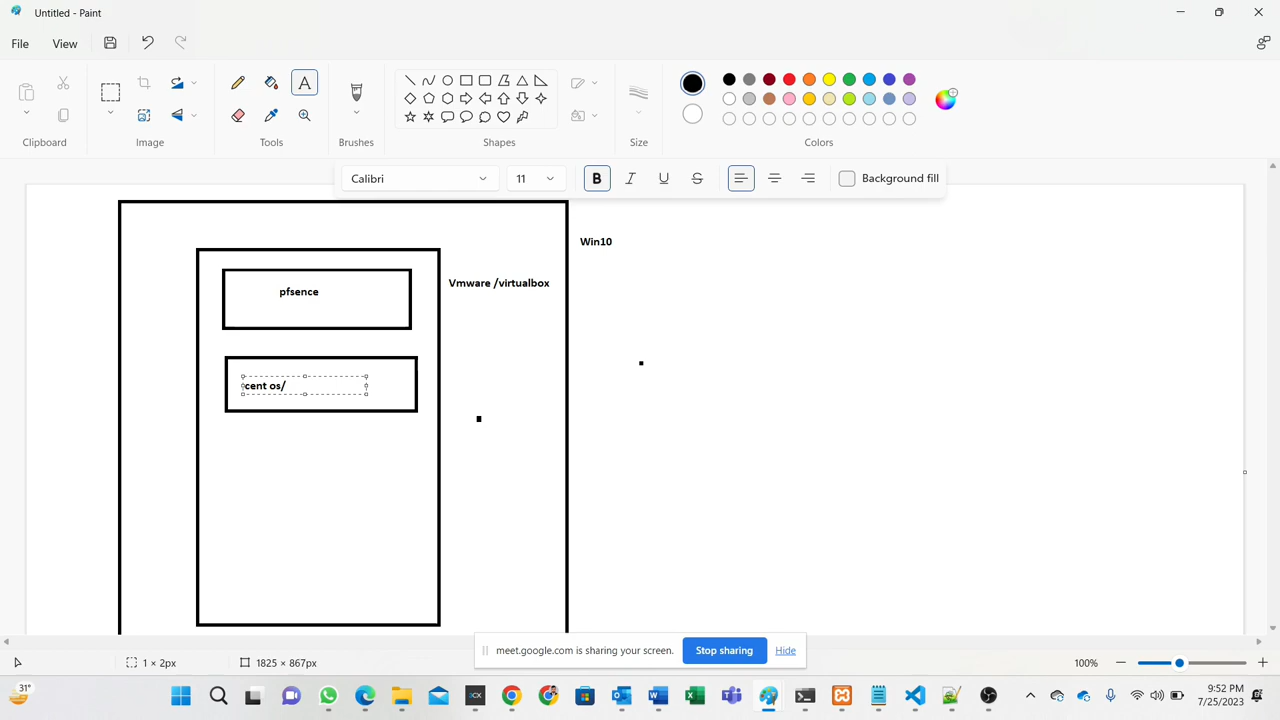 Untitled - Paint
File
View
Clipboard
Image
Tools
Brushes
Shapes
Size
Colors
Calibri
11
B
I
U
Background fill
Win10
Vmware /virtualbox
pfsence
cent os/
meet.google.com is sharing your screen.
Stop sharing
Hide
1 × 2px
1825 × 867px
100%
31°
9:52 PM
7/25/2023